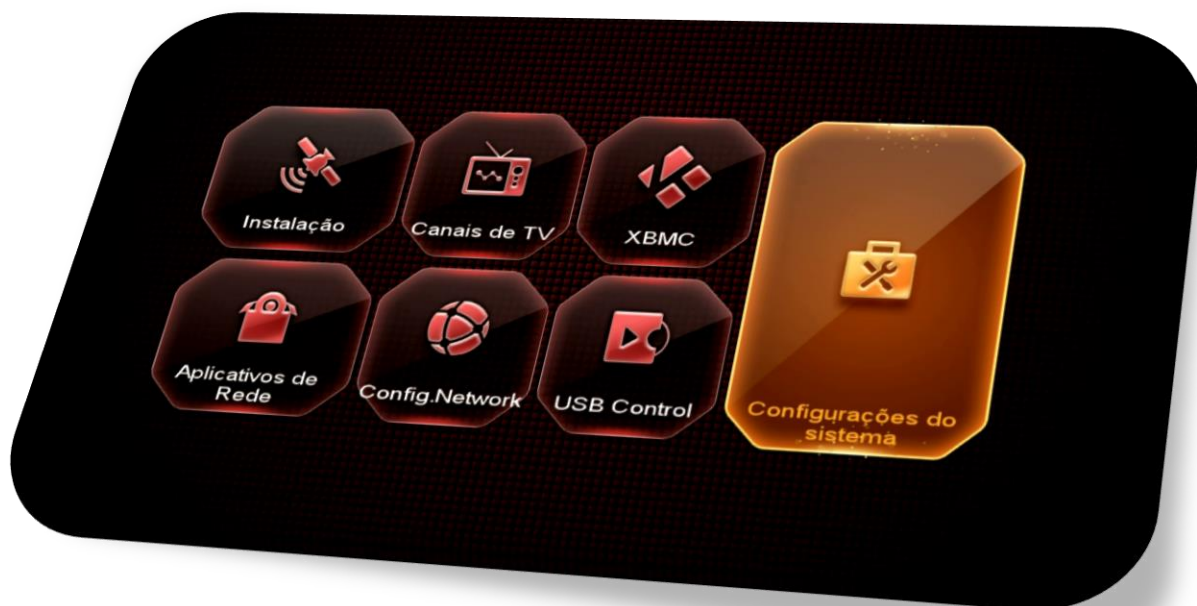 Instalação
Canais de TV
XBMC
Configurações do
sistema
Aplicativos de
Rede
Config.Network
USB Control